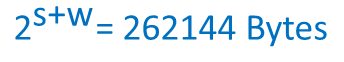 2^{s+w} = 262144 Bytes